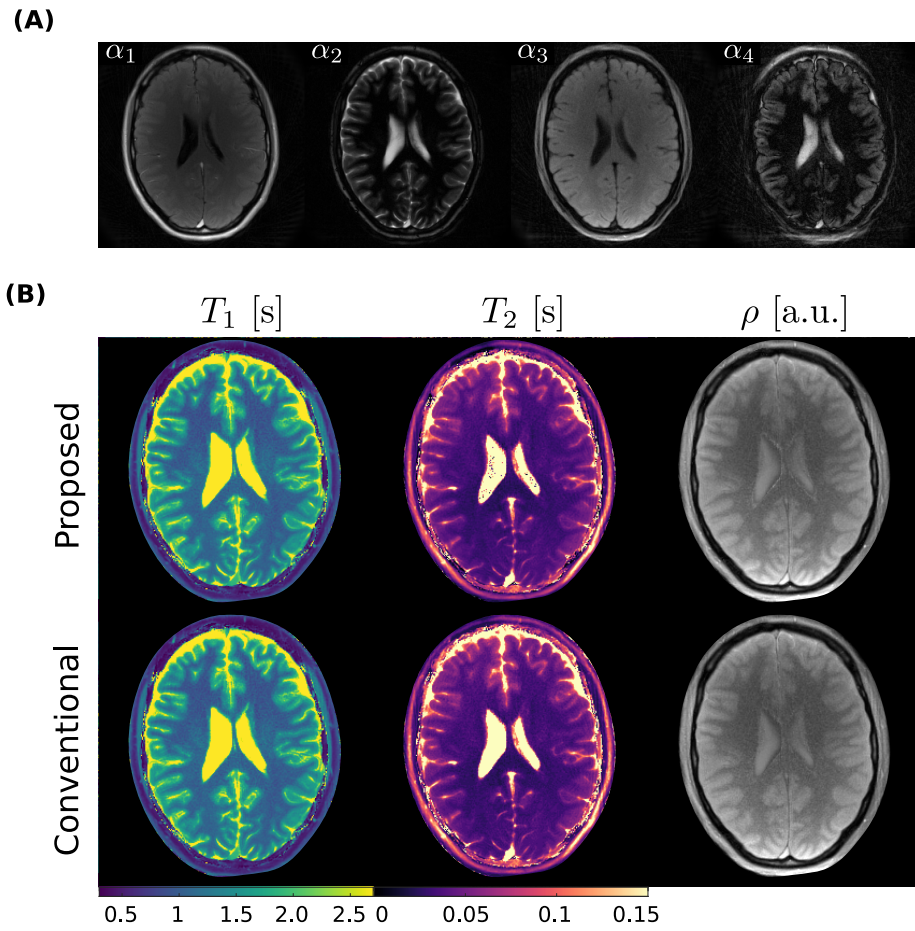 (A)
α₁ α₂ α₃ α₄
(B)
T₁ [s] T₂ [s] ρ [a.u.]
Proposed
Conventional
0.5 1 1.5 2.0 2.5 0 0.05 0.1 0.15